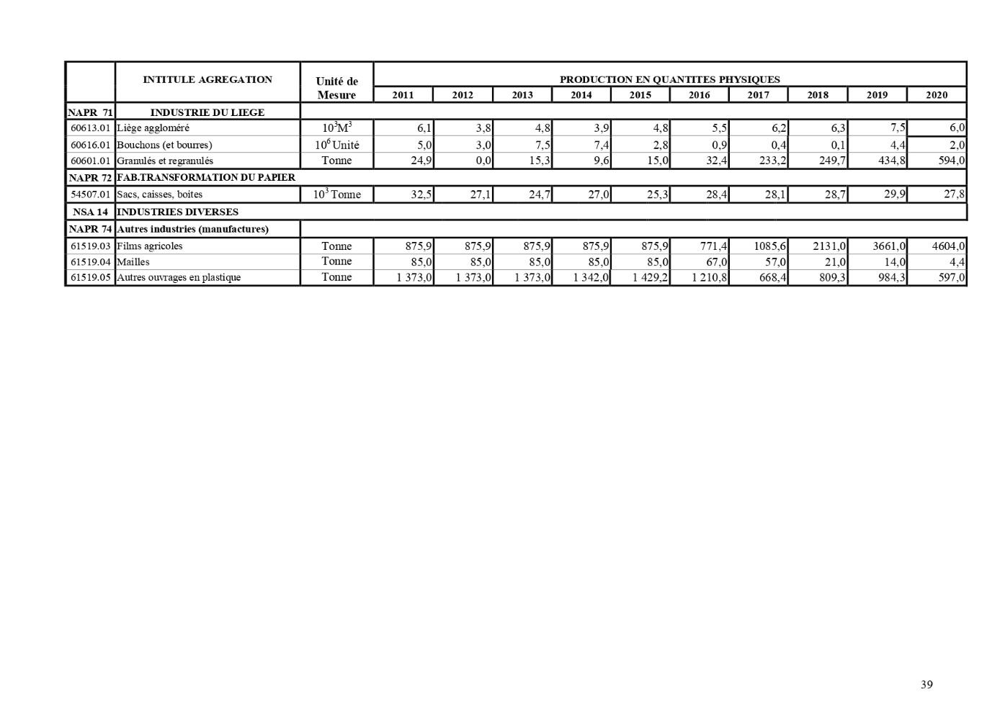 INTITULE AGREGATION Unité de Mesure PRODUCTION EN QUANTITES PHYSIQUES
2011 2012 2013 2014 2015 2016 2017 2018 2019 2020
NAPR 71 INDUSTRIE DU LIEGE
60613.01 Liège aggloméré 10³M³ 6,1 3,8 4,8 3,9 4,8 5,5 6,2 6,3 7,5 6,0
60616.01 Bouchons (et bourres) 10⁶ Unité 5,0 3,0 7,5 7,4 2,8 0,9 0,4 0,1 4,4 2,0
60601.01 Granulés et regranulés Tonne 24,9 0,0 15,3 9,6 15,0 32,4 233,2 249,7 434,8 594,0
NAPR 72 FAB.TRANSFORMATION DU PAPIER
54507.01 Sacs, caisses, boites 10³ Tonne 32,5 27,1 24,7 27,0 25,3 28,4 28,1 28,7 29,9 27,8
NSA 14 INDUSTRIES DIVERSES
NAPR 74 Autres industries (manufactures)
61519.03 Films agricoles Tonne 875,9 875,9 875,9 875,9 875,9 771,4 1085,6 2131,0 3661,0 4604,0
61519.04 Mailles Tonne 85,0 85,0 85,0 85,0 85,0 67,0 57,0 21,0 14,0 4,4
61519.05 Autres ouvrages en plastique Tonne 1 373,0 1 373,0 1 373,0 1 342,0 1 429,2 1 210,8 668,4 809,3 984,3 597,0
39